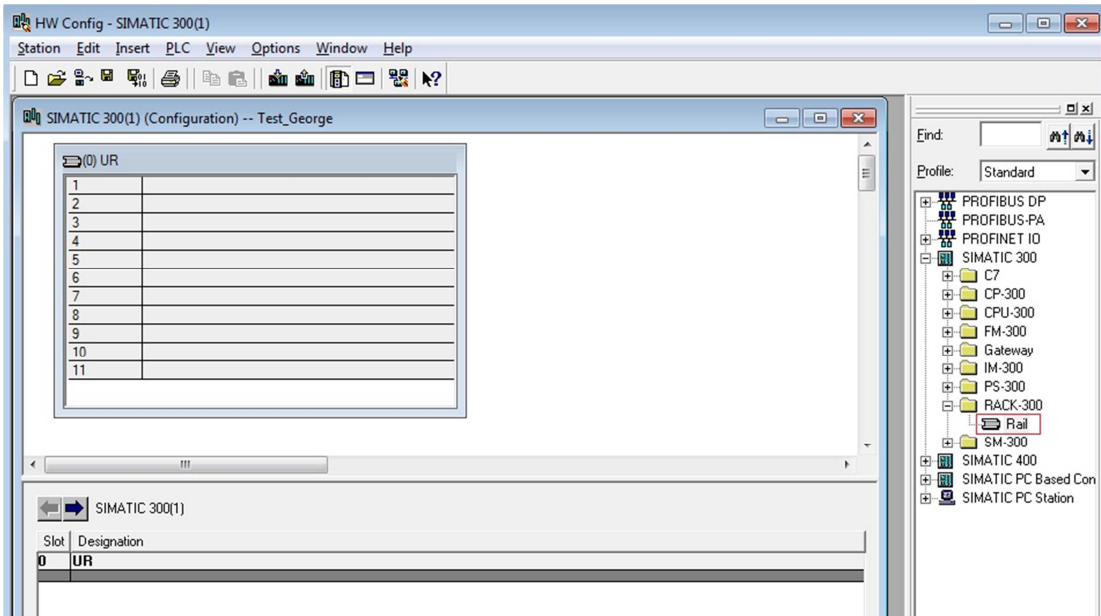 HW Config - SIMATIC 300(1)
Station Edit Insert PLC View Options Window Help
SIMATIC 300(1) (Configuration) -- Test_George
(0) UR
1
2
3
4
5
6
7
8
9
10
11
SIMATIC 300(1)
Slot Designation
0 UR
Find:
Profile: Standard
PROFIBUS DP
PROFIBUS-PA
PROFINET IO
SIMATIC 300
C7
CP-300
CPU-300
FM-300
Gateway
IM-300
PS-300
RACK-300
Rail
SM-300
SIMATIC 400
SIMATIC PC Based Con
SIMATIC PC Station